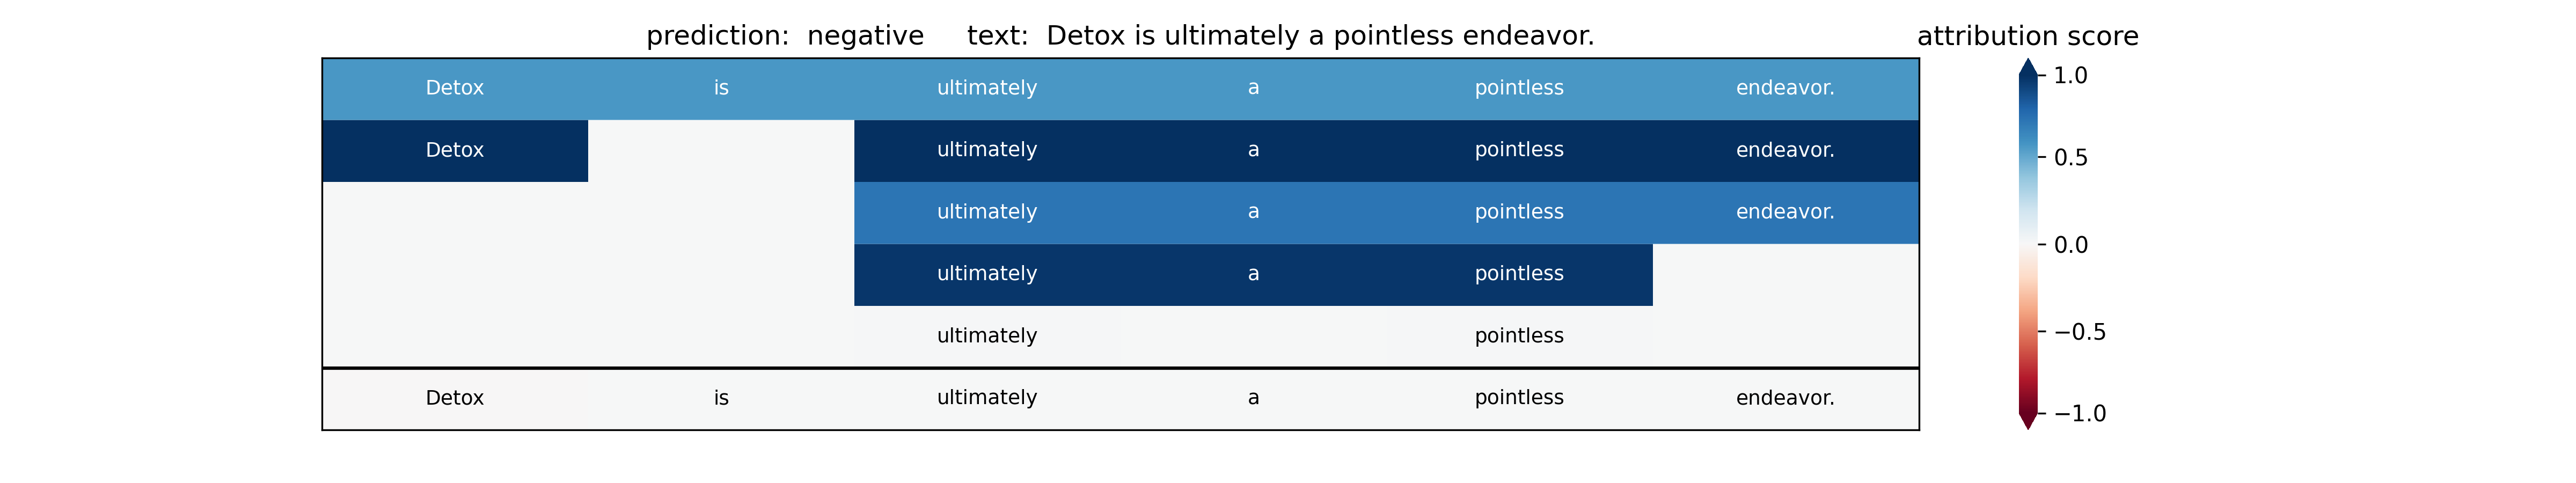 prediction:  negative     text:  Detox is ultimately a pointless endeavor.
attribution score
Detox is ultimately a pointless endeavor.
Detox ultimately a pointless endeavor.
ultimately a pointless endeavor.
ultimately a pointless
ultimately pointless
Detox is ultimately a pointless endeavor.
1.0
0.5
0.0
−0.5
−1.0